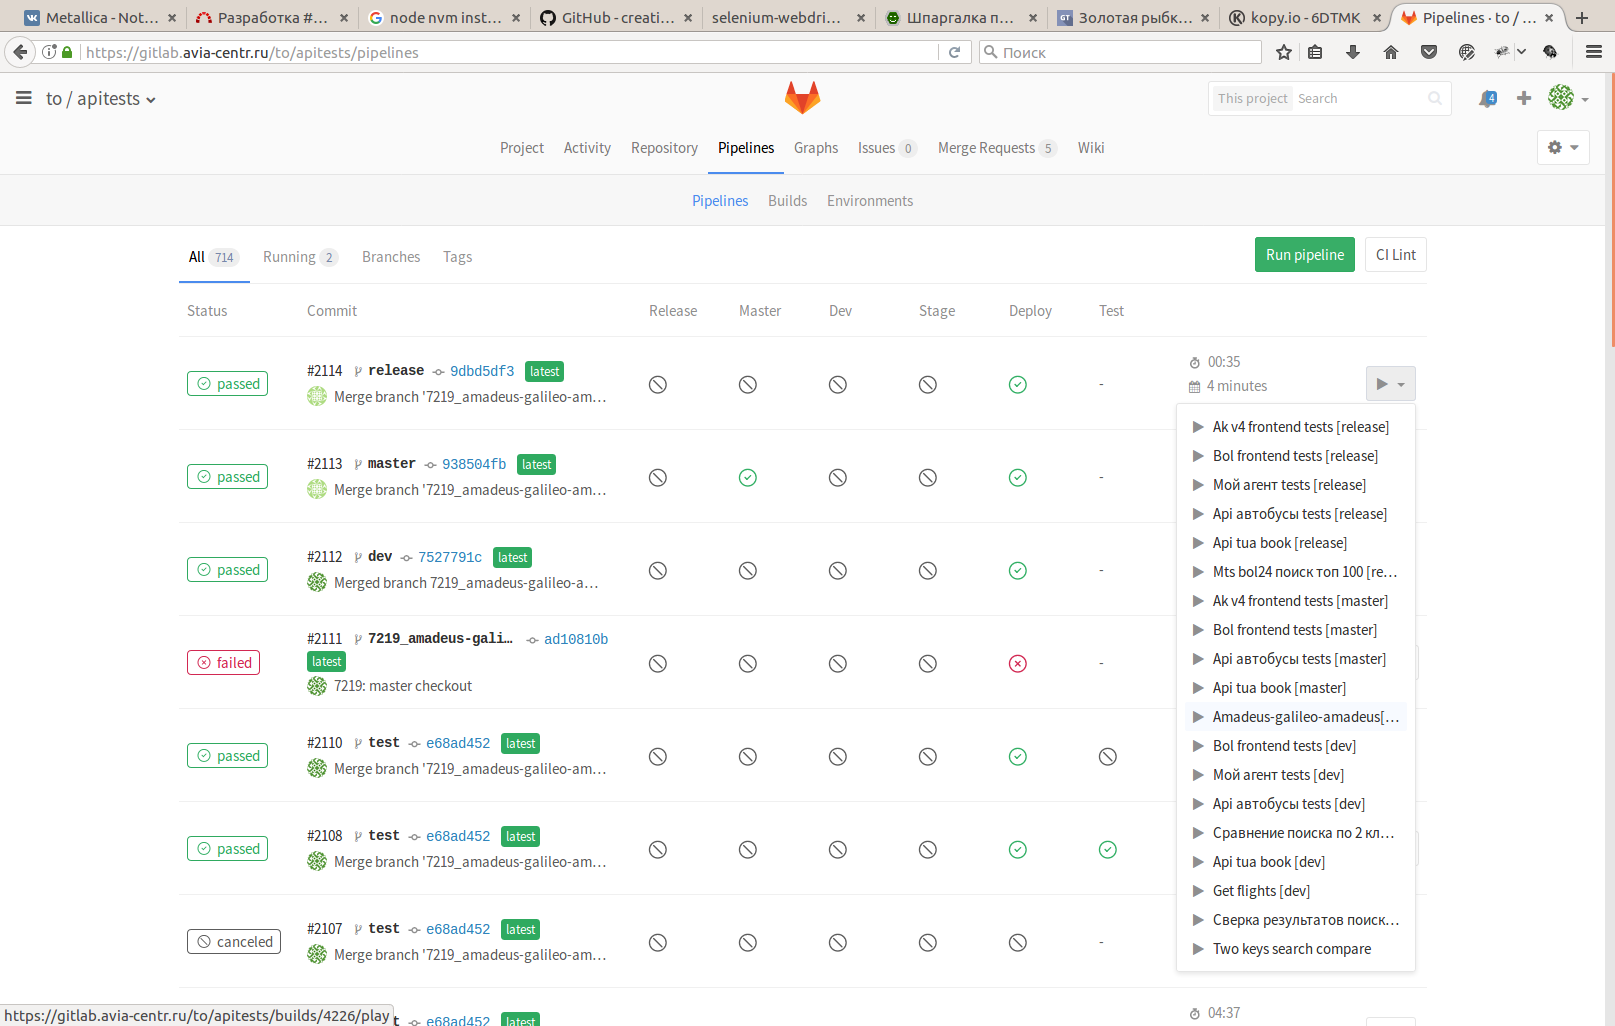 Metallica - Not...
Разработка #...
node nvm inst...
GitHub - creati...
selenium-webdri...
Шпаргалка п...
GT Золотая рыбк...
kopy.io - 6DTMK
Pipelines · to / ...
https://gitlab.avia-centr.ru/to/apitests/pipelines
Поиск
to / apitests
This project Search
4
Project Activity Repository Pipelines Graphs Issues 0 Merge Requests 5 Wiki
Pipelines Builds Environments
All 714 Running 2 Branches Tags
Run pipeline CI Lint
Status Commit Release Master Dev Stage Deploy Test
passed
#2114 release 9dbd5df3 latest
Merge branch '7219_amadeus-galileo-am...
-
00:35
4 minutes
passed
#2113 master 938504fb latest
Merge branch '7219_amadeus-galileo-am...
-
passed
#2112 dev 7527791c latest
Merged branch 7219_amadeus-galileo-a...
-
failed
#2111 7219_amadeus-gali... ad10810b
latest
7219: master checkout
-
passed
#2110 test e68ad452 latest
Merge branch '7219_amadeus-galileo-am...
passed
#2108 test e68ad452 latest
Merge branch '7219_amadeus-galileo-am...
canceled
#2107 test e68ad452 latest
Merge branch '7219_amadeus-galileo-am...
-
Ak v4 frontend tests [release]
Bol frontend tests [release]
Мой агент tests [release]
Api автобусы tests [release]
Api tua book [release]
Mts bol24 поиск топ 100 [re...
Ak v4 frontend tests [master]
Bol frontend tests [master]
Api автобусы tests [master]
Api tua book [master]
Amadeus-galileo-amadeus[...
Bol frontend tests [dev]
Мой агент tests [dev]
Api автобусы tests [dev]
Сравнение поиска по 2 кл...
Api tua book [dev]
Get flights [dev]
Сверка результатов поиск...
Two keys search compare
https://gitlab.avia-centr.ru/to/apitests/builds/4226/play
t e68ad452 latest
04:37